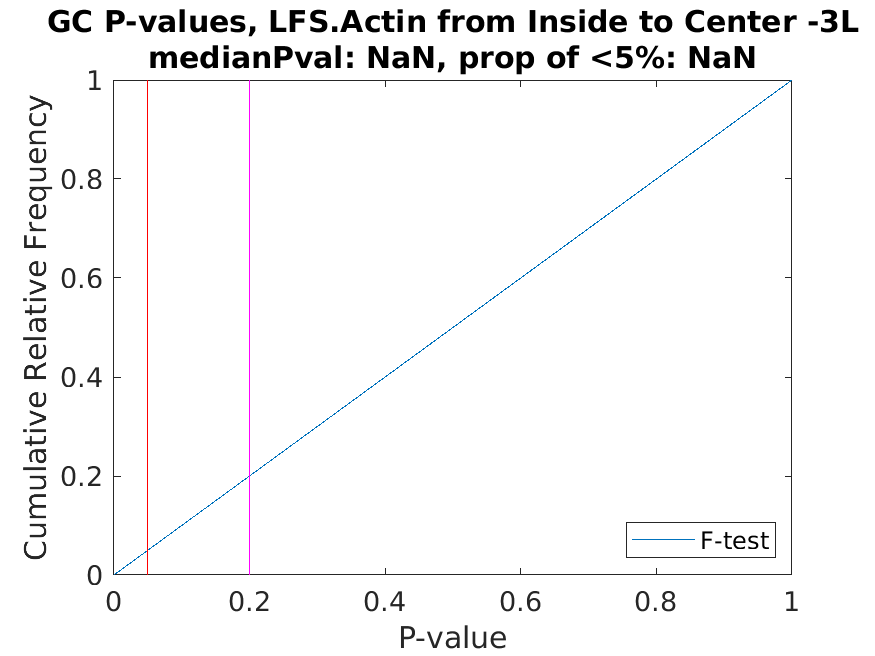 GC P-values, LFS.Actin from Inside to Center -3L
medianPval: NaN, prop of <5%: NaN
1
0.8
0.6
0.4
0.2
0
Cumulative Relative Frequency
F-test
0 0.2 0.4 0.6 0.8 1
P-value